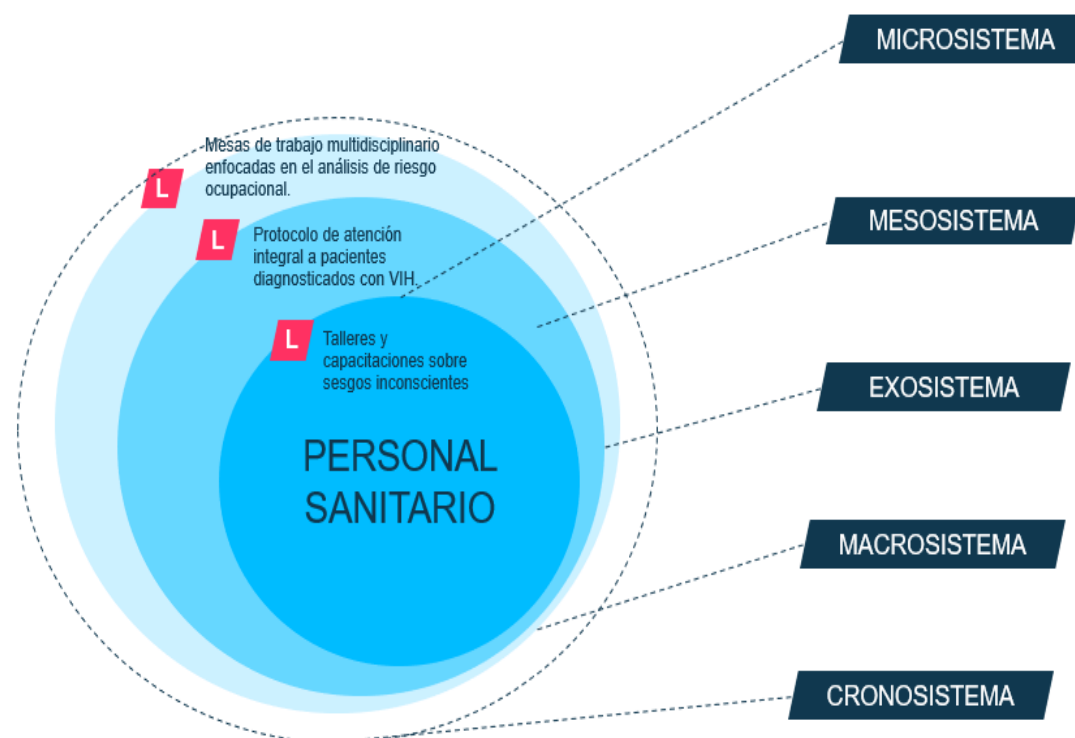 MICROSISTEMA
Mesas de trabajo multidisciplinario
enfocadas en el análisis de riesgo
ocupacional.
L
MESOSISTEMA
L
Protocolo de atención
integral a pacientes
diagnosticados con VIH.
L
Talleres y
capacitaciones sobre
sesgos inconscientes
EXOSISTEMA
PERSONAL
SANITARIO
MACROSISTEMA
CRONOSISTEMA